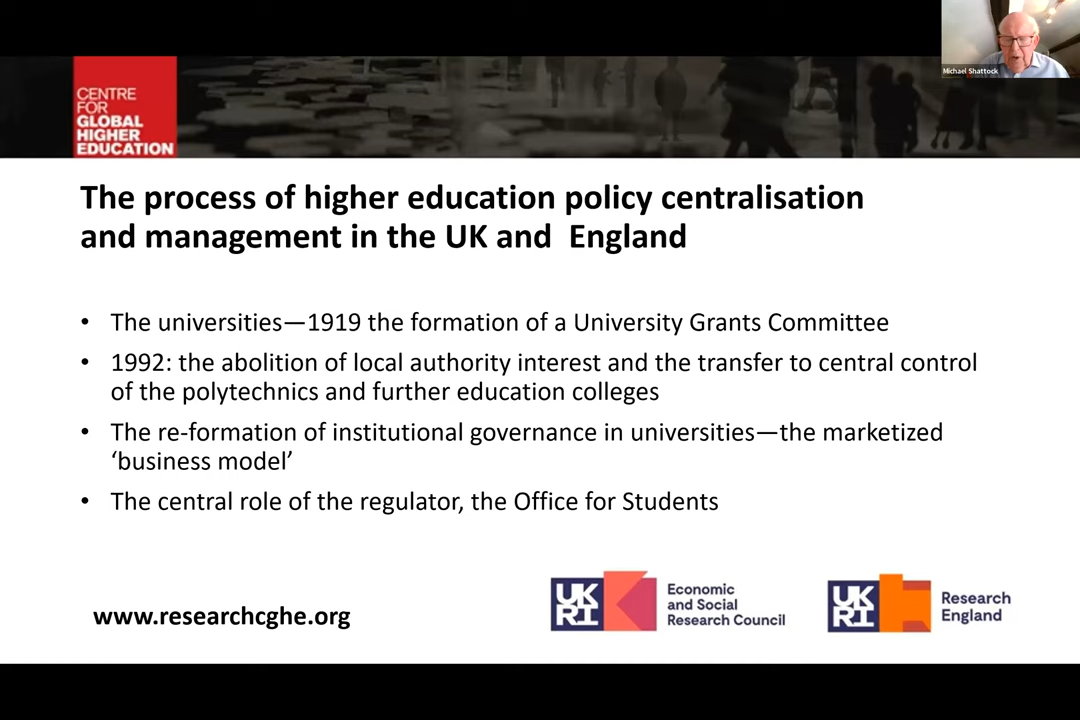 Michael Shattock
CENTRE
FOR
GLOBAL
HIGHER
EDUCATION
The process of higher education policy centralisation
and management in the UK and  England
• The universities—1919 the formation of a University Grants Committee
• 1992: the abolition of local authority interest and the transfer to central control
of the polytechnics and further education colleges
• The re-formation of institutional governance in universities—the marketized
‘business model’
• The central role of the regulator, the Office for Students
www.researchcghe.org
UK
RI
Economic
and Social
Research Council
UK
RI
Research
England